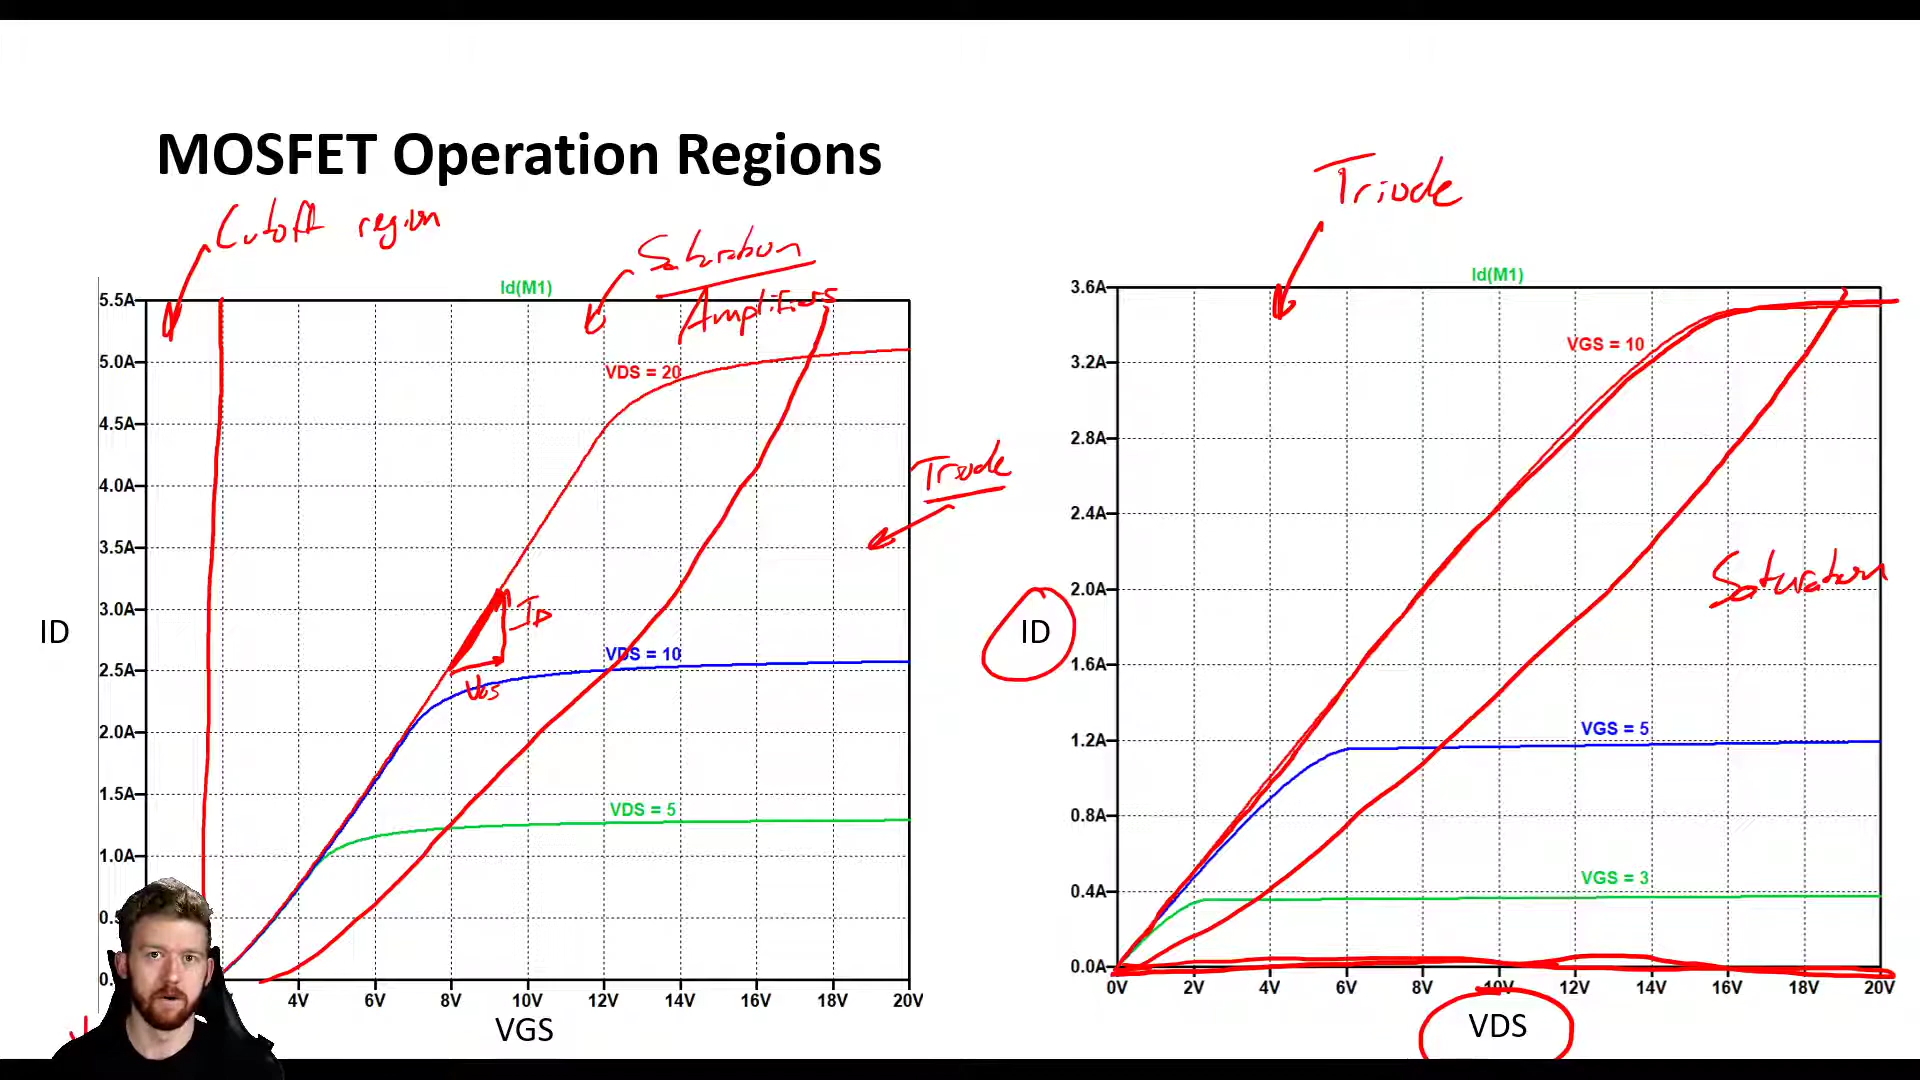 MOSFET Operation Regions
Cutoff region
Saturation
Amplifiers
Id(M1)
5.5A
5.0A
4.5A
4.0A
3.5A
3.0A
2.5A
2.0A
1.5A
1.0A
VDS = 20
VDS = 10
VDS = 5
ID
VGS
Triode
ID
4V 6V 8V 10V 12V 14V 16V 18V 20V
VGS
Triode
Id(M1)
3.6A
3.2A
2.8A
2.4A
2.0A
1.6A
1.2A
0.8A
0.4A
0.0A
VGS = 10
Saturation
VGS = 5
VGS = 3
ID
0V 2V 4V 6V 8V 10V 12V 14V 16V 18V 20V
VDS